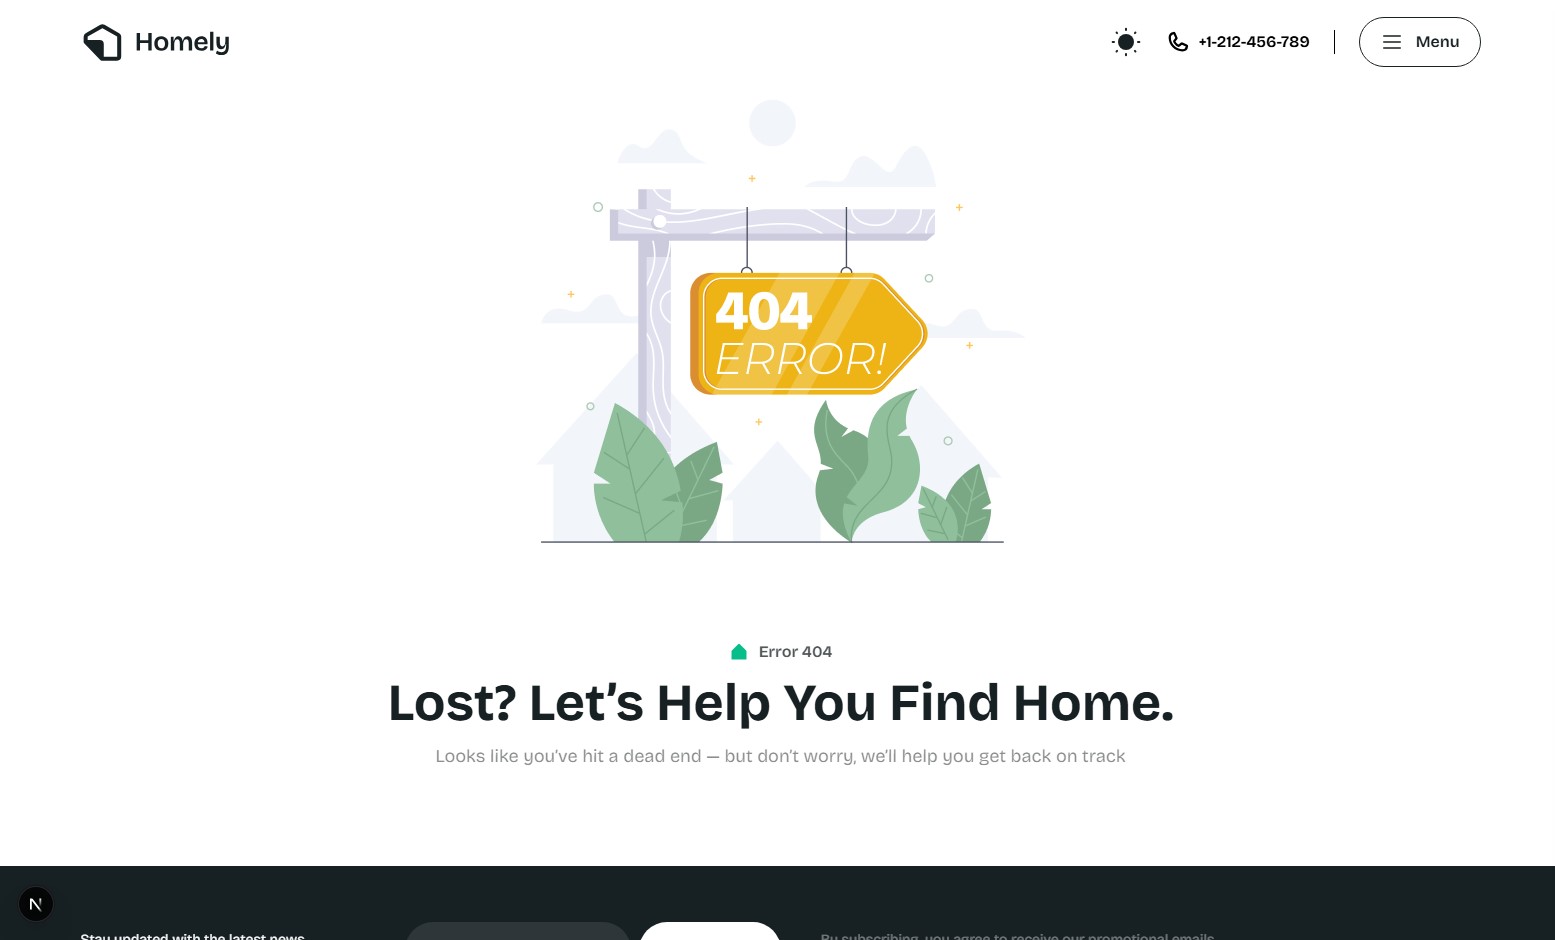 Homely
+1-212-456-789
Menu
404
ERROR!
Error 404
Lost? Let’s Help You Find Home.
Looks like you’ve hit a dead end — but don’t worry, we’ll help you get back on track
N
Stay updated with the latest news
By subscribing, you agree to receive our promotional emails